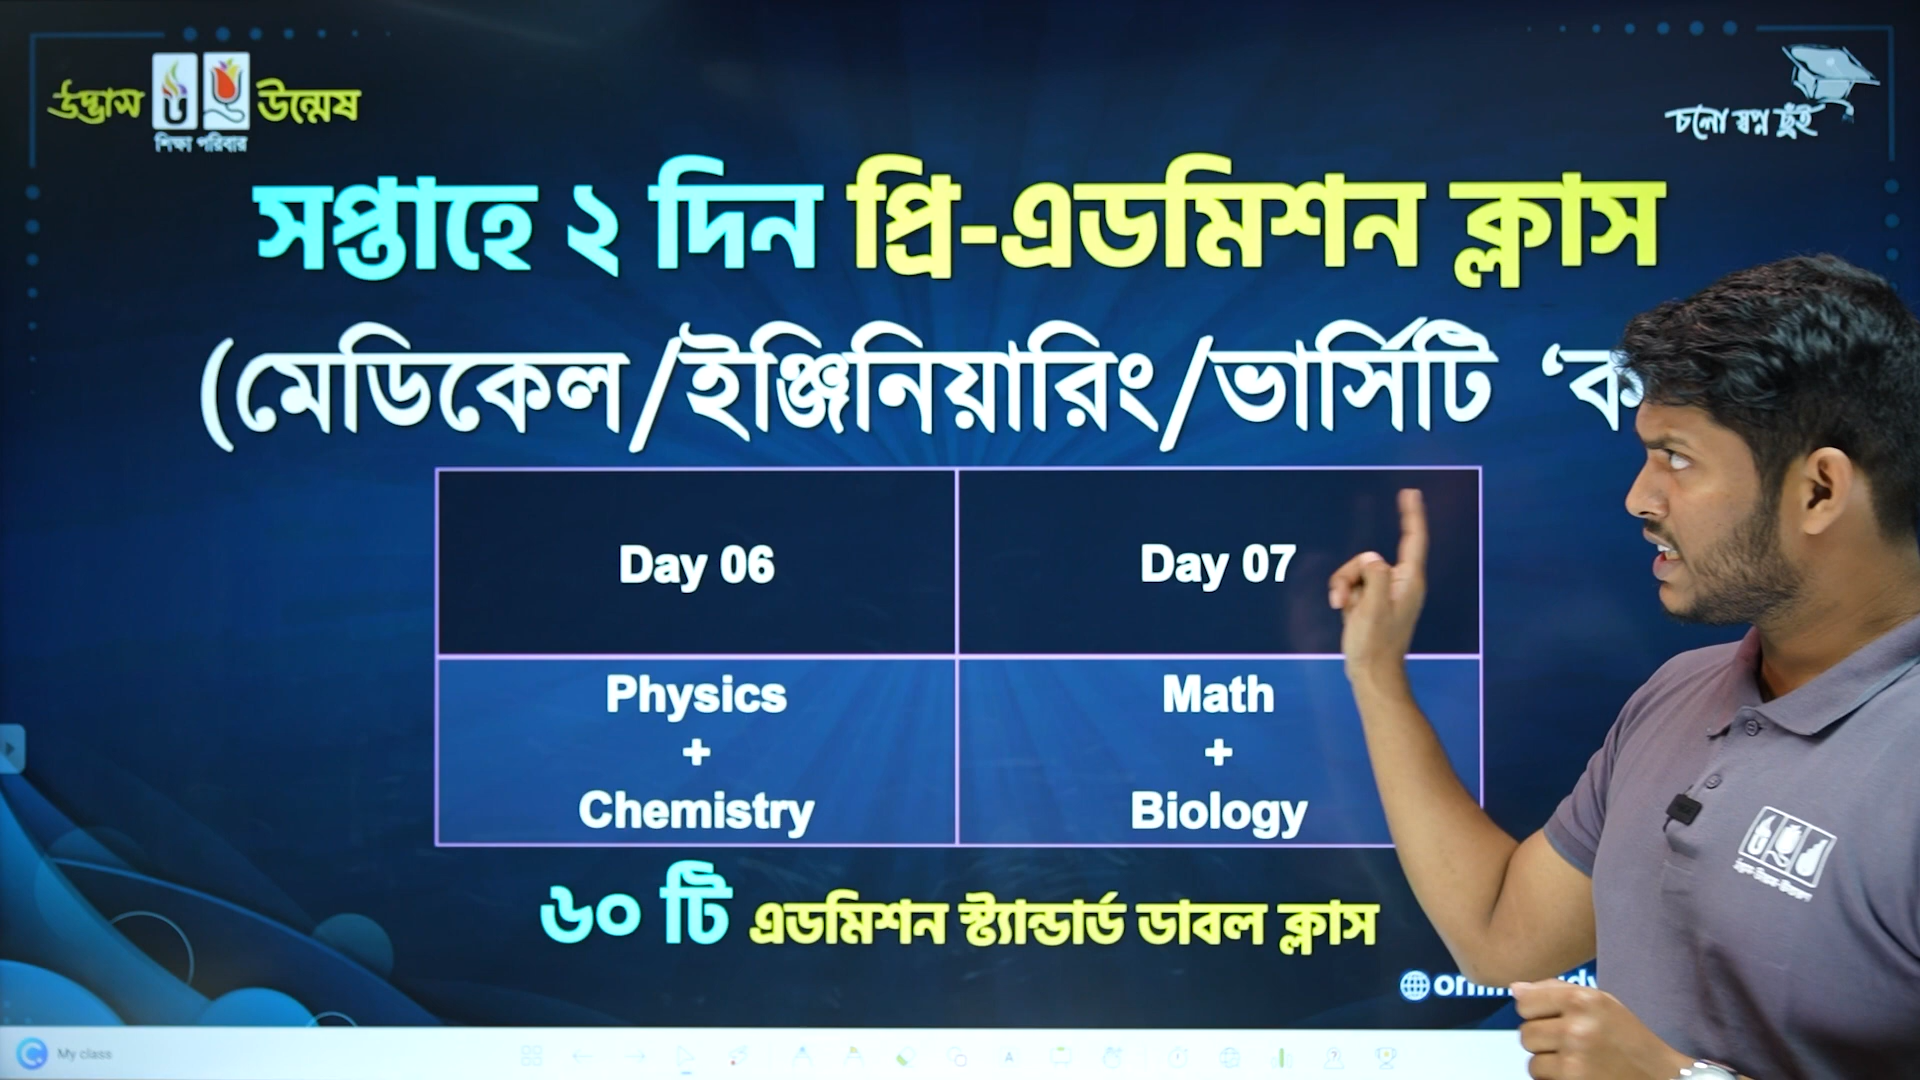 উদ্ভাস উন্মেষ
শিক্ষা পরিবার
চলো স্বপ্ন ছুঁই
সপ্তাহে ২ দিন প্রি-এডমিশন ক্লাস
(মেডিকেল/ইঞ্জিনিয়ারিং/ভার্সিটি ‘ক
Day 06
Day 07
Physics
+
Chemistry
Math
+
Biology
৬০ টি এডমিশন স্ট্যান্ডার্ড ডাবল ক্লাস
My class